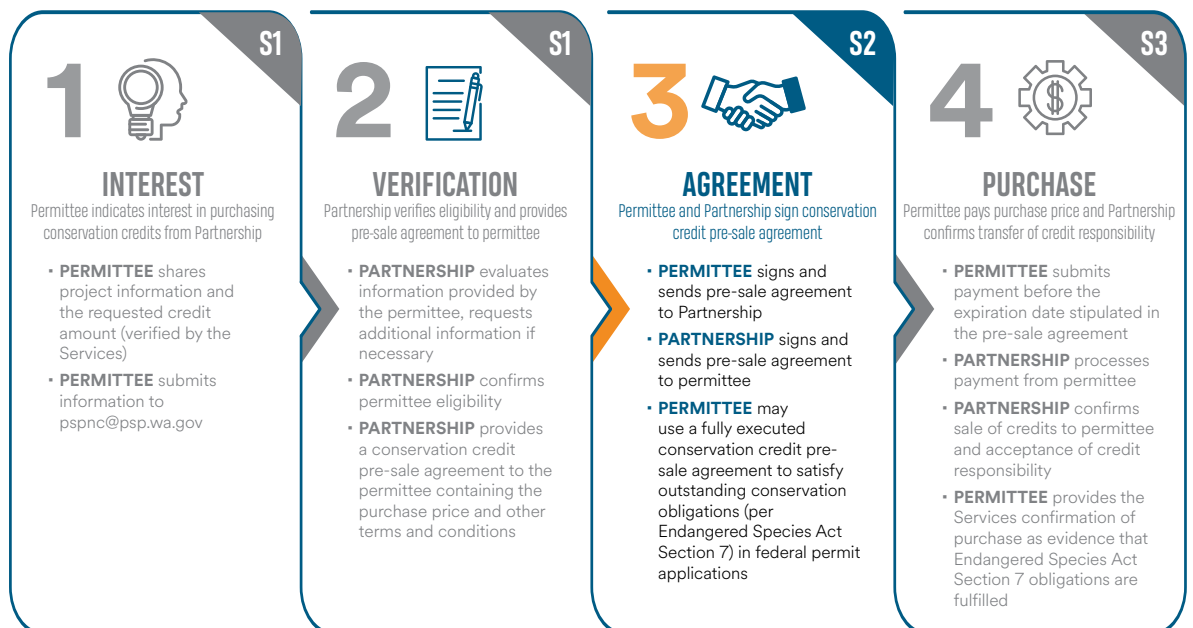 S1
1
INTEREST
Permittee indicates interest in purchasing
conservation credits from Partnership
· PERMITTEE shares
project information and
the requested credit
amount (verified by the
Services)
· PERMITTEE submits
information to
pspnc@psp.wa.gov
S1
2
VERIFICATION
Partnership verifies eligibility and provides
pre-sale agreement to permittee
· PARTNERSHIP evaluates
information provided by
the permittee, requests
additional information if
necessary
· PARTNERSHIP confirms
permittee eligibility
· PARTNERSHIP provides
a conservation credit
pre-sale agreement to the
permittee containing the
purchase price and other
terms and conditions
S2
3
AGREEMENT
Permittee and Partnership sign conservation
credit pre-sale agreement
· PERMITTEE signs and
sends pre-sale agreement
to Partnership
· PARTNERSHIP signs and
sends pre-sale agreement
to permittee
· PERMITTEE may
use a fully executed
conservation credit pre-
sale agreement to satisfy
outstanding conservation
obligations (per
Endangered Species Act
Section 7) in federal permit
applications
S3
4
$
PURCHASE
Permittee pays purchase price and Partnership
confirms transfer of credit responsibility
· PERMITTEE submits
payment before the
expiration date stipulated in
the pre-sale agreement
· PARTNERSHIP processes
payment from permittee
· PARTNERSHIP confirms
sale of credits to permittee
and acceptance of credit
responsibility
· PERMITTEE provides the
Services confirmation of
purchase as evidence that
Endangered Species Act
Section 7 obligations are
fulfilled